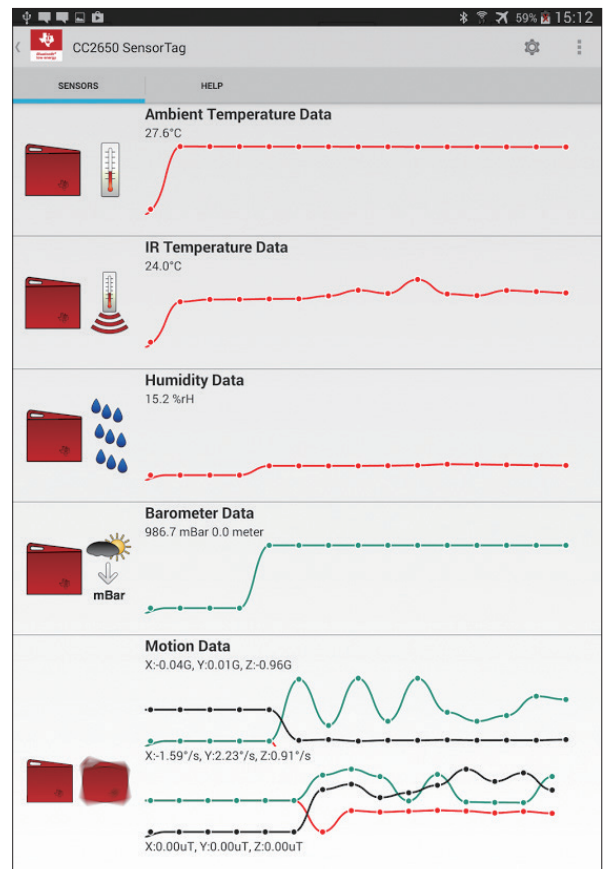 59% 15:12
CC2650 SensorTag
SENSORS HELP
Ambient Temperature Data
27.6°C
IR Temperature Data
24.0°C
Humidity Data
15.2 %rH
Barometer Data
986.7 mBar 0.0 meter
mBar
Motion Data
X:-0.04G, Y:0.01G, Z:-0.96G
X:-1.59°/s, Y:2.23°/s, Z:0.91°/s
X:0.00uT, Y:0.00uT, Z:0.00uT